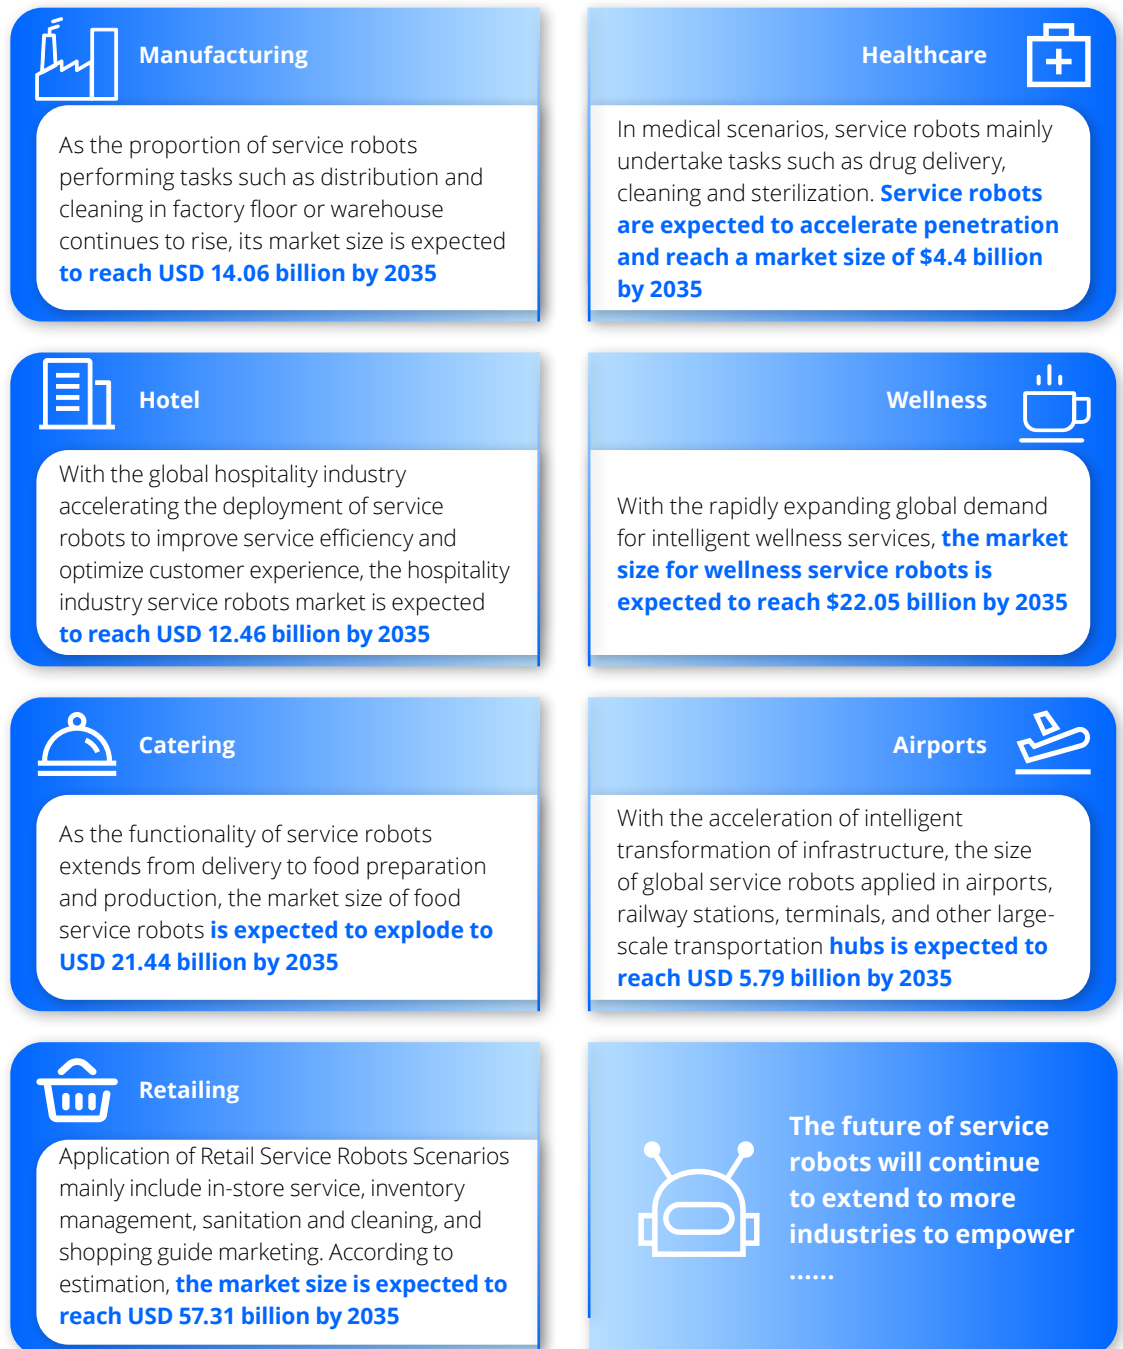 Manufacturing
As the proportion of service robots
performing tasks such as distribution and
cleaning in factory floor or warehouse
continues to rise, its market size is expected
to reach USD 14.06 billion by 2035
Healthcare
In medical scenarios, service robots mainly
undertake tasks such as drug delivery,
cleaning and sterilization. Service robots
are expected to accelerate penetration
and reach a market size of $4.4 billion
by 2035
Hotel
With the global hospitality industry
accelerating the deployment of service
robots to improve service efficiency and
optimize customer experience, the hospitality
industry service robots market is expected
to reach USD 12.46 billion by 2035
Wellness
With the rapidly expanding global demand
for intelligent wellness services, the market
size for wellness service robots is
expected to reach $22.05 billion by 2035
Catering
As the functionality of service robots
extends from delivery to food preparation
and production, the market size of food
service robots is expected to explode to
USD 21.44 billion by 2035
Airports
With the acceleration of intelligent
transformation of infrastructure, the size
of global service robots applied in airports,
railway stations, terminals, and other large-
scale transportation hubs is expected to
reach USD 5.79 billion by 2035
Retailing
Application of Retail Service Robots Scenarios
mainly include in-store service, inventory
management, sanitation and cleaning, and
shopping guide marketing. According to
estimation, the market size is expected to
reach USD 57.31 billion by 2035
The future of service
robots will continue
to extend to more
industries to empower
......